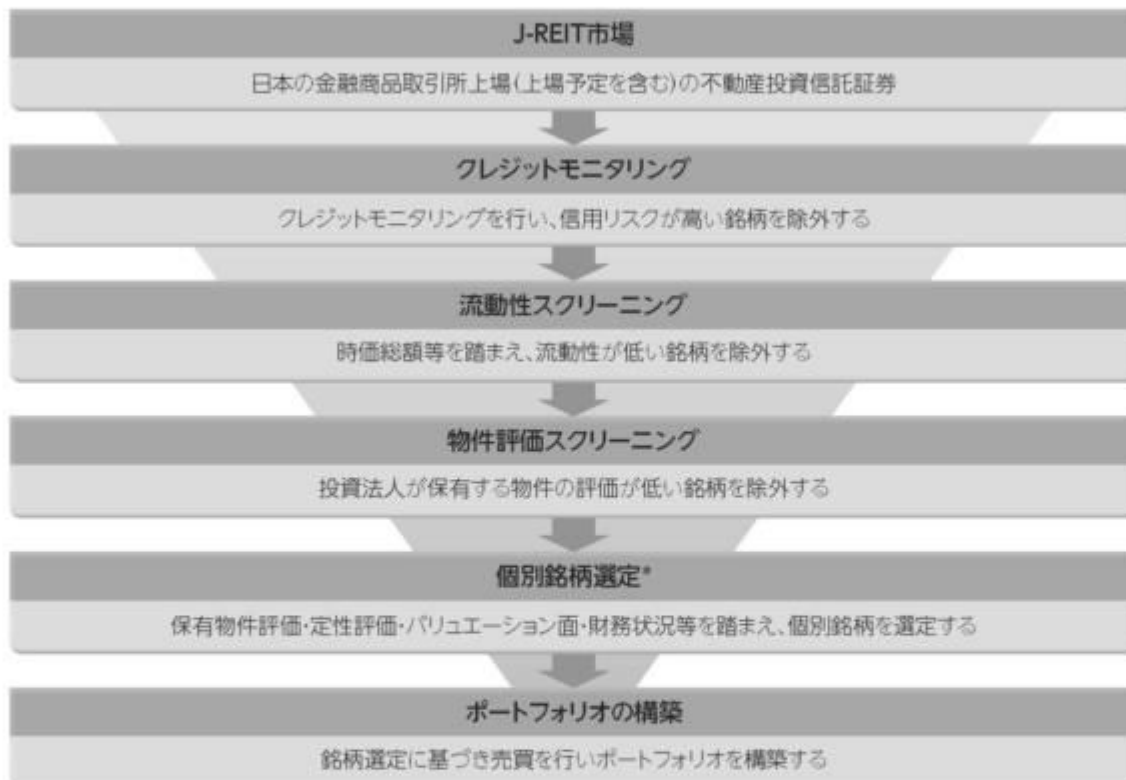 J-REIT市場
日本の金融商品取引所上場(上場予定を含む)の不動産投資信託証券
クレジットモニタリング
クレジットモニタリングを行い、信用リスクが高い銘柄を除外する
流動性スクリーニング
時価総額等を踏まえ、流動性が低い銘柄を除外する
物件評価スクリーニング
投資法人が保有する物件の評価が低い銘柄を除外する
個別銘柄選定*
保有物件評価・定性評価・バリュエーション面・財務状況等を踏まえ、個別銘柄を選定する
ポートフォリオの構築
銘柄選定に基づき売買を行いポートフォリオを構築する